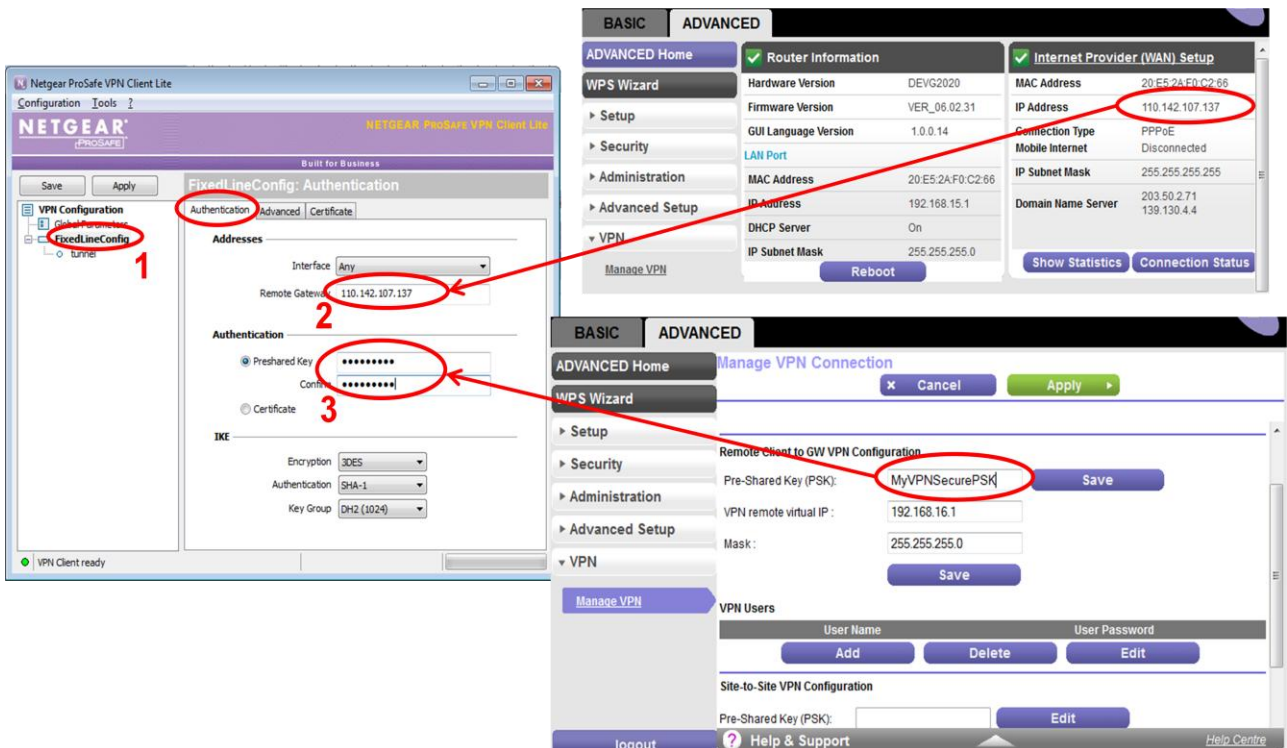 Netgear ProSafe VPN Client Lite
Configuration Tools ?
NETGEAR
PROSAFE
NETGEAR PROSAFE VPN Client Lite
Built for Business
Save Apply
FixedLineConfig: Authentication
VPN Configuration
Global Parameters
FixedLineConfig
tunnel
1
Authentication Advanced Certificate
Addresses
Interface Any
Remote Gateway 110.142.107.137
2
Authentication
Preshared Key •••••••••
Confirm •••••••••
3
Certificate
IKE
Encryption 3DES
Authentication SHA-1
Key Group DH2 (1024)
VPN Client ready
BASIC ADVANCED
ADVANCED Home
WPS Wizard
Setup
Security
Administration
Advanced Setup
VPN
Manage VPN
Router Information
Hardware Version DEVG2020
Firmware Version VER_06.02.31
GUI Language Version 1.0.0.14
LAN Port
MAC Address 20:E5:2A:F0:C2:66
IP Address 192.168.15.1
DHCP Server On
IP Subnet Mask 255.255.255.0
Reboot
Internet Provider (WAN) Setup
MAC Address 20:E5:2A:F0:C2:66
IP Address 110.142.107.137
Connection Type PPPoE
Mobile Internet Disconnected
IP Subnet Mask 255.255.255.255
Domain Name Server 203.50.2.71
139.130.4.4
Show Statistics Connection Status
BASIC ADVANCED
ADVANCED Home
WPS Wizard
Setup
Security
Administration
Advanced Setup
VPN
Manage VPN
logout
Manage VPN Connection
x Cancel Apply
Remote Client to GW VPN Configuration
Pre-Shared Key (PSK): MyVPNSecurePSK Save
VPN remote virtual IP : 192.168.16.1
Mask : 255.255.255.0
Save
VPN Users
User Name User Password
Add Delete Edit
Site-to-Site VPN Configuration
Pre-Shared Key (PSK): Edit
? Help & Support Help Centre